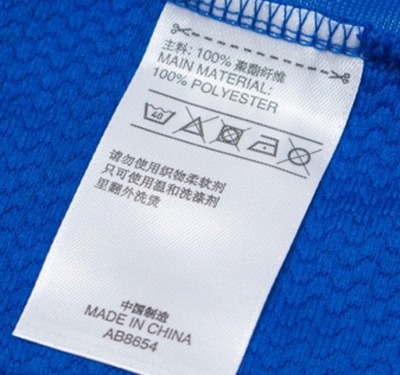 主料: 100% 聚酯纤维
MAIN MATERIAL:
100% POLYESTER
40
请勿使用织物柔软剂
只可使用温和洗涤剂
里翻外洗烫
中国制造
MADE IN CHINA
AB8654